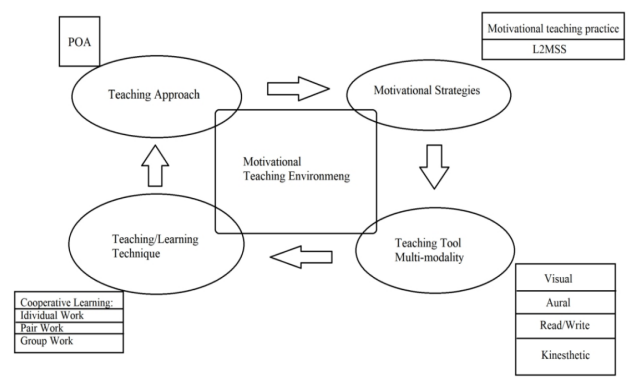 POA
Teaching Approach
Motivational teaching practice
L2MSS
Motivational Strategies
Motivational
Teaching Environmeng
Teaching/Learning
Technique
Teaching Tool
Multi-modality
Cooperative Learning:
Idividual Work
Pair Work
Group Work
Visual
Aural
Read/Write
Kinesthetic